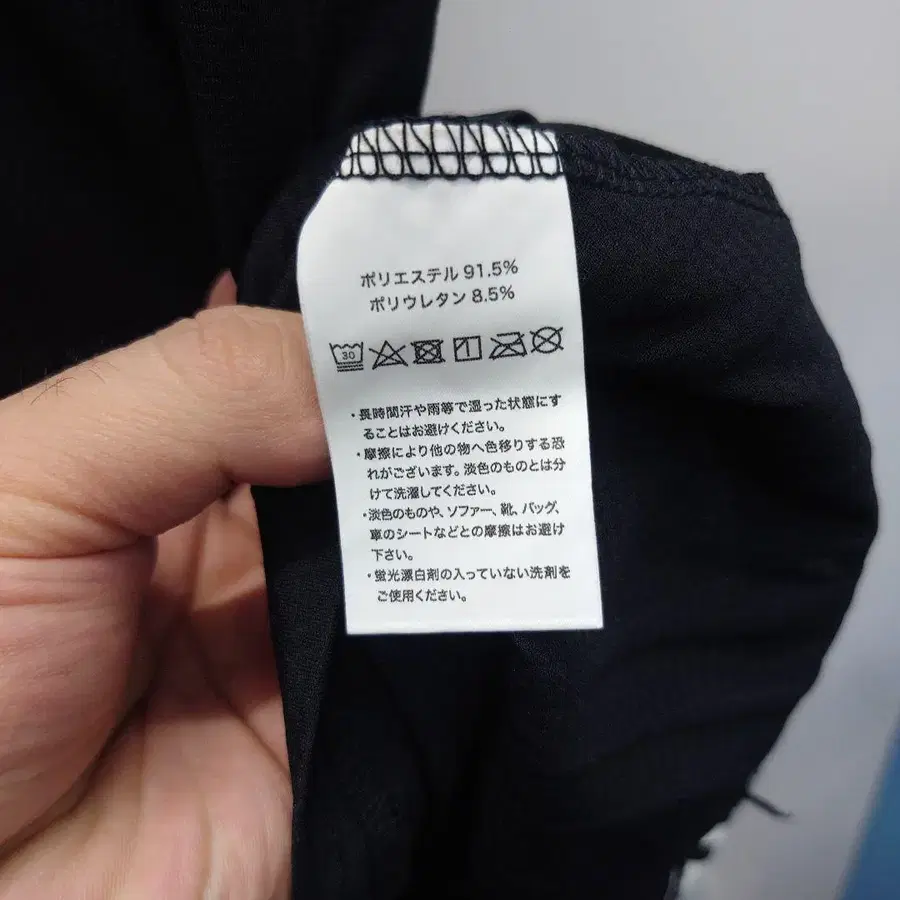 ポリエステル 91.5%
ポリウレタン 8.5%
30
・長時間汗や雨等で湿った状態にす
ることはお避けください。
・摩擦により他の物へ色移りする恐
れがございます。淡色のものとは分
けて洗濯してください。
・淡色のものや、ソファー、靴、バッグ、
車のシートなどとの摩擦はお避け
下さい。
・蛍光漂白剤の入っていない洗剤を
ご使用ください。